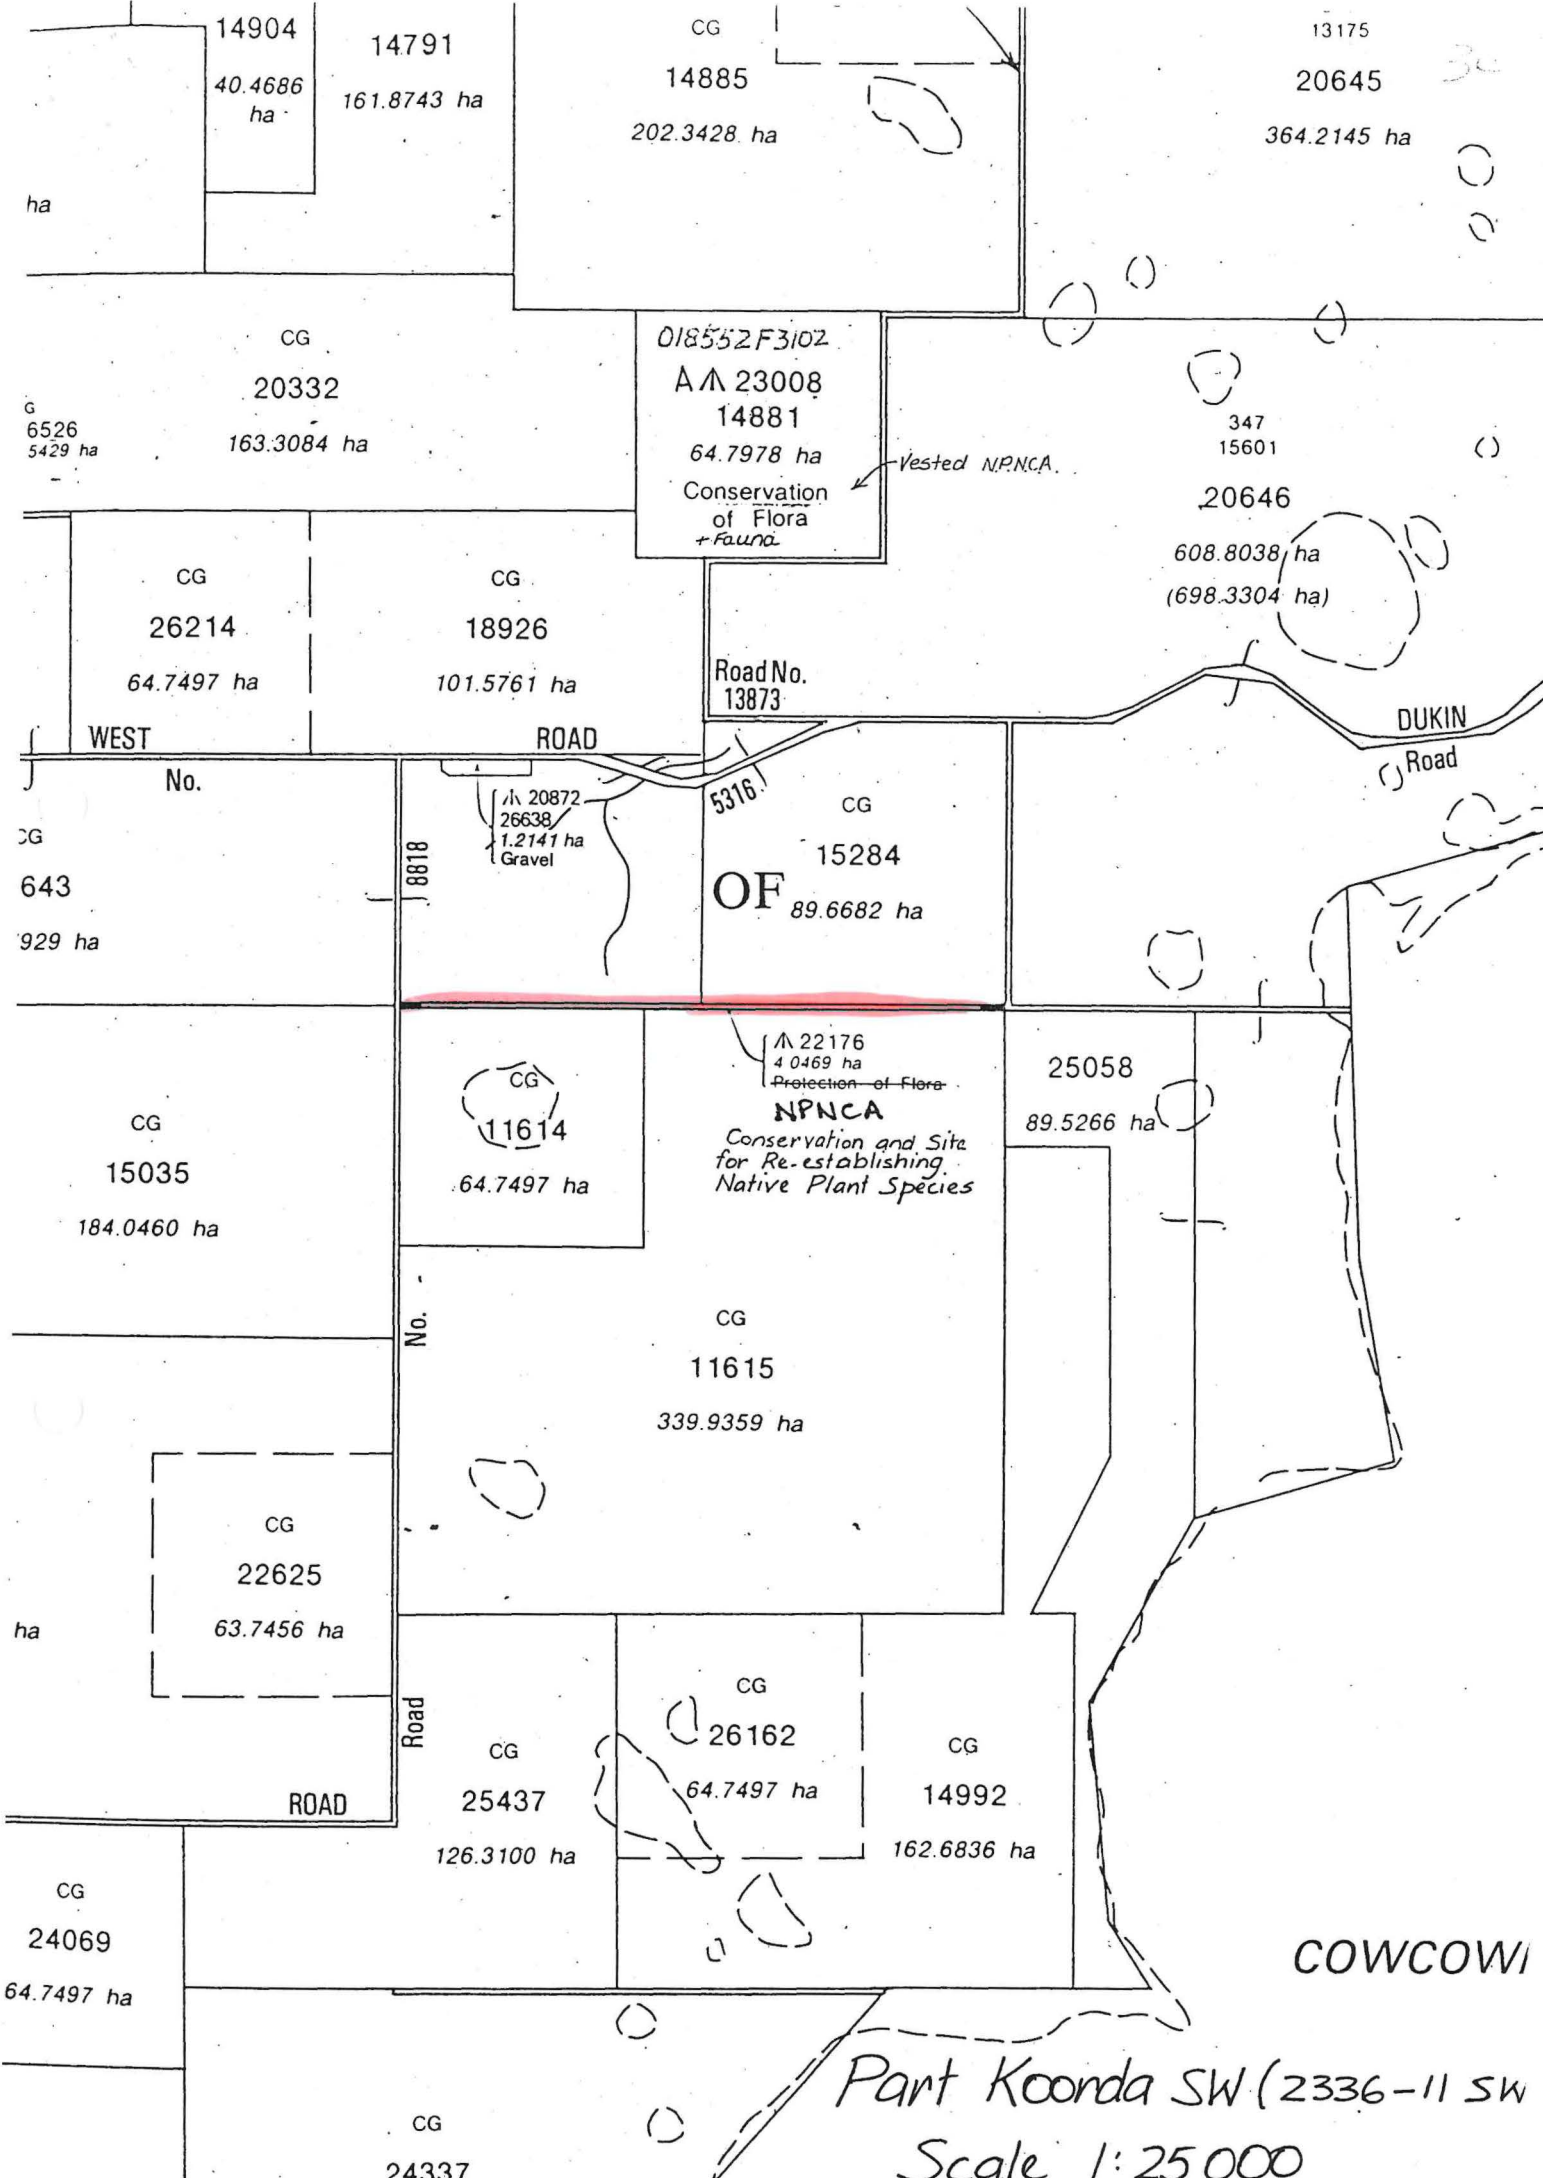 14904
40.4686
ha
14791
161.8743 ha
CG
14885
202.3428 ha
13175
20645
364.2145 ha
ha
CG
20332
163.3084 ha
G
6526
5429 ha
018552F3102
A 23008
14881
64.7978 ha
Conservation
of Flora
+ Fauna
Vested NPNCA.
347
15601
20646
608.8038 ha
(698.3304 ha)
CG
26214
64.7497 ha
CG
18926
101.5761 ha
Road No.
13873
WEST
ROAD
DUKIN
Road
No.
20872
26638
1.2141 ha
Gravel
5316
CG
15284
89.6682 ha
OF
8818
CG
643
929 ha
22176
4.0469 ha
Protection of Flora
NPNCA
Conservation and Site
for Re-establishing
Native Plant Species
25058
89.5266 ha
CG
11614
64.7497 ha
CG
15035
184.0460 ha
No.
CG
11615
339.9359 ha
CG
22625
63.7456 ha
ha
Road
ROAD
CG
25437
126.3100 ha
CG
26162
64.7497 ha
CG
14992
162.6836 ha
CG
24069
64.7497 ha
COWCOWI
Part Koorda SW (2336-11 SW
Scale 1:25000
CG
24337